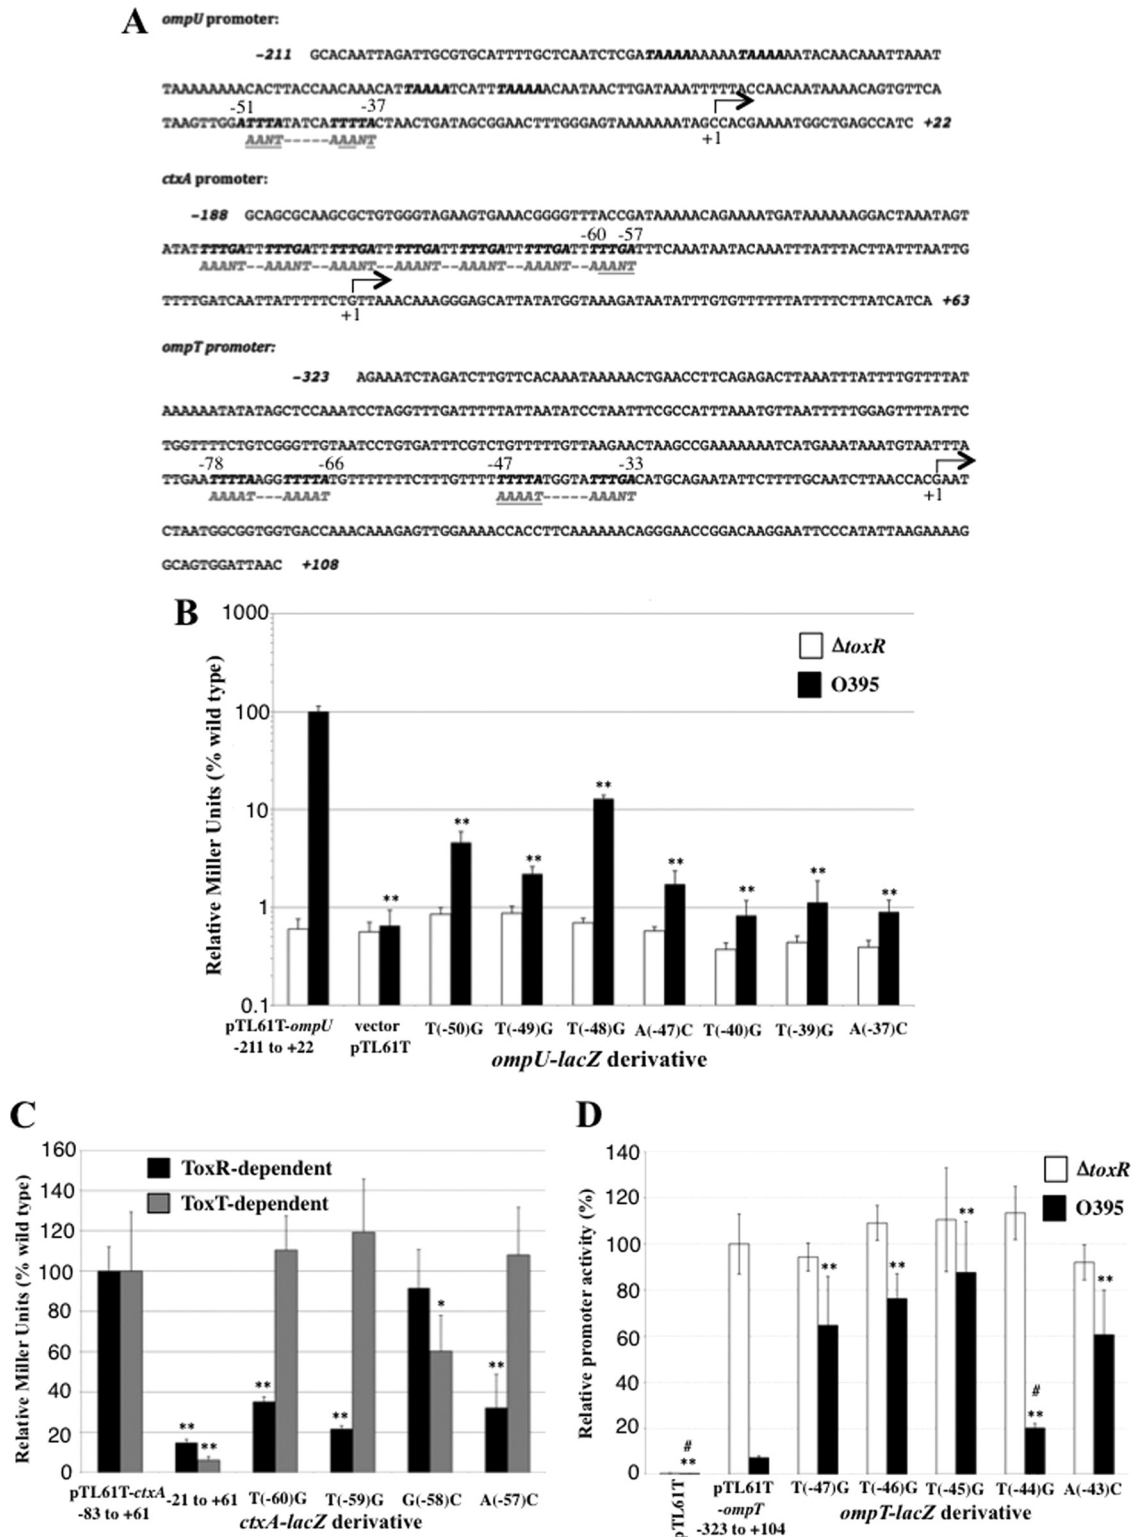 A
ompU promoter:
-211 GCACAATTAGATTGCGTGCATTTTGCTCAATCTCGATAAAAAAAAATAAAAAATACAACAAATTAAAT
TAAAAAAAACACTTACCAACAAACATTAAAATCATTTAAAAACAATAACTTGATAAATTTTTACCAACAATAAAACAGTGTTCA
-51 -37
TAAGTTGGATTTATATCATTTTACTAACTGATAGCGGAACTTTGGGAGTAAAAAAATAGCCACGAAAATGGCTGAGCCATC +22
AANT-----AAANT
+1
ctxA promoter:
-188 GCAGCGCAAGCGCTGTGGGTAGAAGTGAAACGGGGTTTACCGATAAAAACAGAAAATGATAAAAAAGGACTAAATAGT
-60 -57
ATATTTTGATTTTTGATTTTTGATTTTTGATTTTTGATTTTTGATTTTTGATTTCAAATAATACAAATTTATTTACTTATTTAATTG
AAANT--AAANT--AAANT--AAANT--AAANT--AAANT--AAANT
TTTTGATCAATTATTTTTCTGTTAAACAAAGGGAGCATTATATGGTAAAGATAATATTTGTGTTTTTTATTTTCTTATCATCA +63
+1
ompT promoter:
-323 AGAAATCTAGATCTTGTTCACAAATAAAAACTGAACCTTCAGAGACTTAAATTTATTTTGTTTTAT
AAAAAATATATAGCTCCAAATCCTAGGTTTGATTTTTATTAATATCCTAATTTCGCCATTTAAATGTTAATTTTTGGAGTTTTATTC
TGGTTTTCTGTCGGGTTGTAATCCTGTGATTTCGTCTGTTTTTGTTAAGAACTAAGCCGAAAAAAATCATGAAATAAATGTAATTTA
-78 -66 -47 -33
TTGAATTTTAAGGTTTTATGTTTTTTTCTTTGTTTTTTTTATGGTATTTGACATGCAGAATATTCTTTTGCAATCTTAACCACGAAT
AAAAT---AAAAT AAAAT-----AAANT
+1
CTAATGGCGGTGGTGACCAAACAAAGAGTTGGAAAACCACCTTCAAAAAACAGGGAACCGGACAAGGAATTCCCATATTAAGAAAAG
GCAGTGGATTAAC +108
B
Relative Miller Units (% wild type)
1000
100
10
1
0.1
ΔtoxR
O395
** ** ** ** ** ** ** **
pTL61T-ompU -211 to +22
vector pTL61T
T(-50)G T(-49)G T(-48)G A(-47)C T(-40)G T(-39)G A(-37)C
ompU-lacZ derivative
C
Relative Miller Units (% wild type)
160
140
120
100
80
60
40
20
0
ToxR-dependent
ToxT-dependent
** ** ** ** * **
pTL61T-ctxA -83 to +61
-21 to +61 T(-60)G T(-59)G G(-58)C A(-57)C
ctxA-lacZ derivative
D
Relative promoter activity (%)
140
120
100
80
60
40
20
0
ΔtoxR
O395
# ** ** ** ** # ** **
pTL61T
pTL61T -ompT -323 to +104
T(-47)G T(-46)G T(-45)G T(-44)G A(-43)C
ompT-lacZ derivative